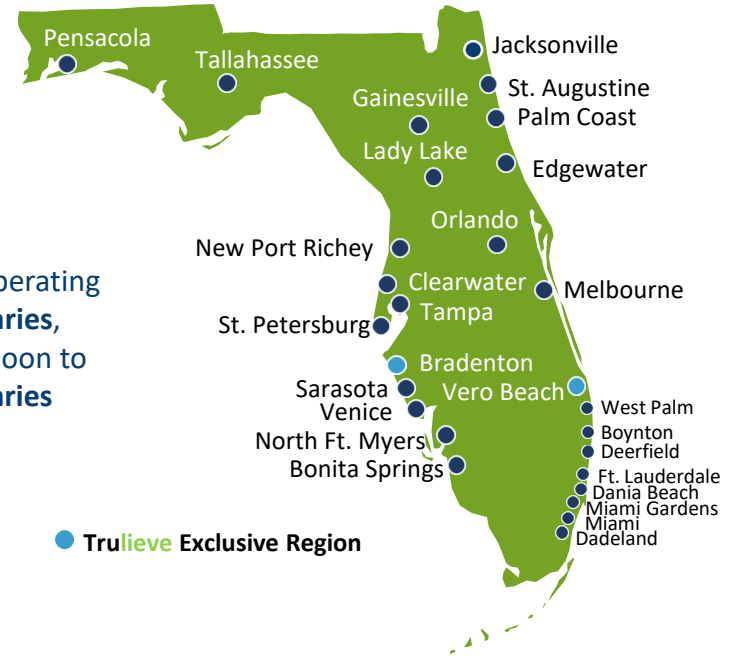 Pensacola
Tallahassee
Jacksonville
St. Augustine
Gainesville
Palm Coast
Lady Lake
Edgewater
Orlando
New Port Richey
Clearwater
Melbourne
Tampa
St. Petersburg
Bradenton
Sarasota
Vero Beach
Venice
West Palm
North Ft. Myers
Boynton
Deerfield
Bonita Springs
Ft. Lauderdale
Dania Beach
Miami Gardens
Miami
Dadeland
perating
aries,
oon to
aries
Trulieve Exclusive Region